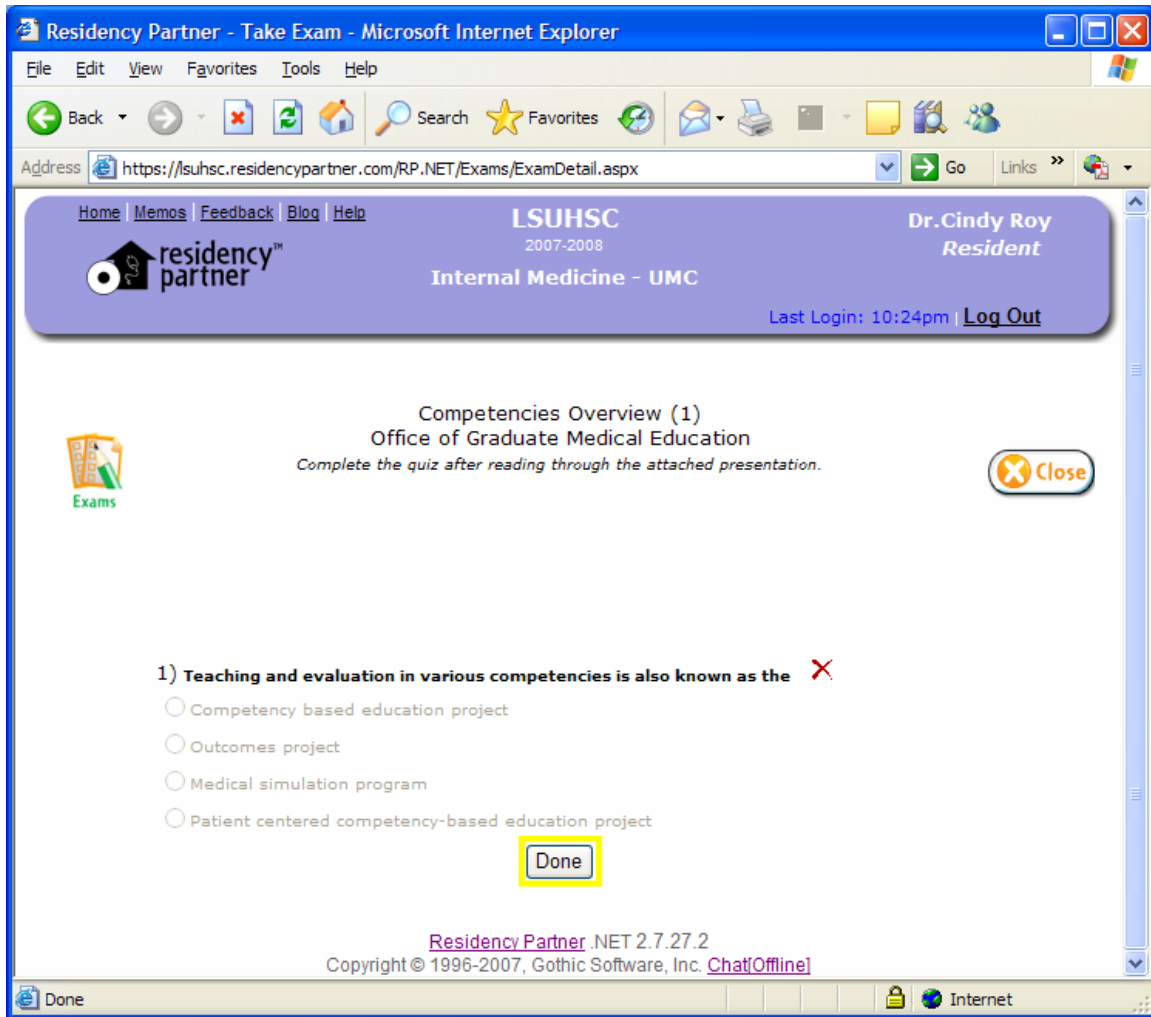 Residency Partner - Take Exam - Microsoft Internet Explorer
File Edit View Favorites Tools Help
Back Search Favorites
Address https://lsuhsc.residencypartner.com/RP.NET/Exams/ExamDetail.aspx Go Links »
Home | Memos | Feedback | Blog | Help
LSUHSC
2007-2008
Internal Medicine - UMC
Dr.Cindy Roy
Resident
residency™
partner
Last Login: 10:24pm | Log Out
Competencies Overview (1)
Office of Graduate Medical Education
Complete the quiz after reading through the attached presentation.
Exams
Close
1) Teaching and evaluation in various competencies is also known as the
Competency based education project
Outcomes project
Medical simulation program
Patient centered competency-based education project
Done
Residency Partner .NET 2.7.27.2
Copyright © 1996-2007, Gothic Software, Inc. Chat[Offline]
Done Internet